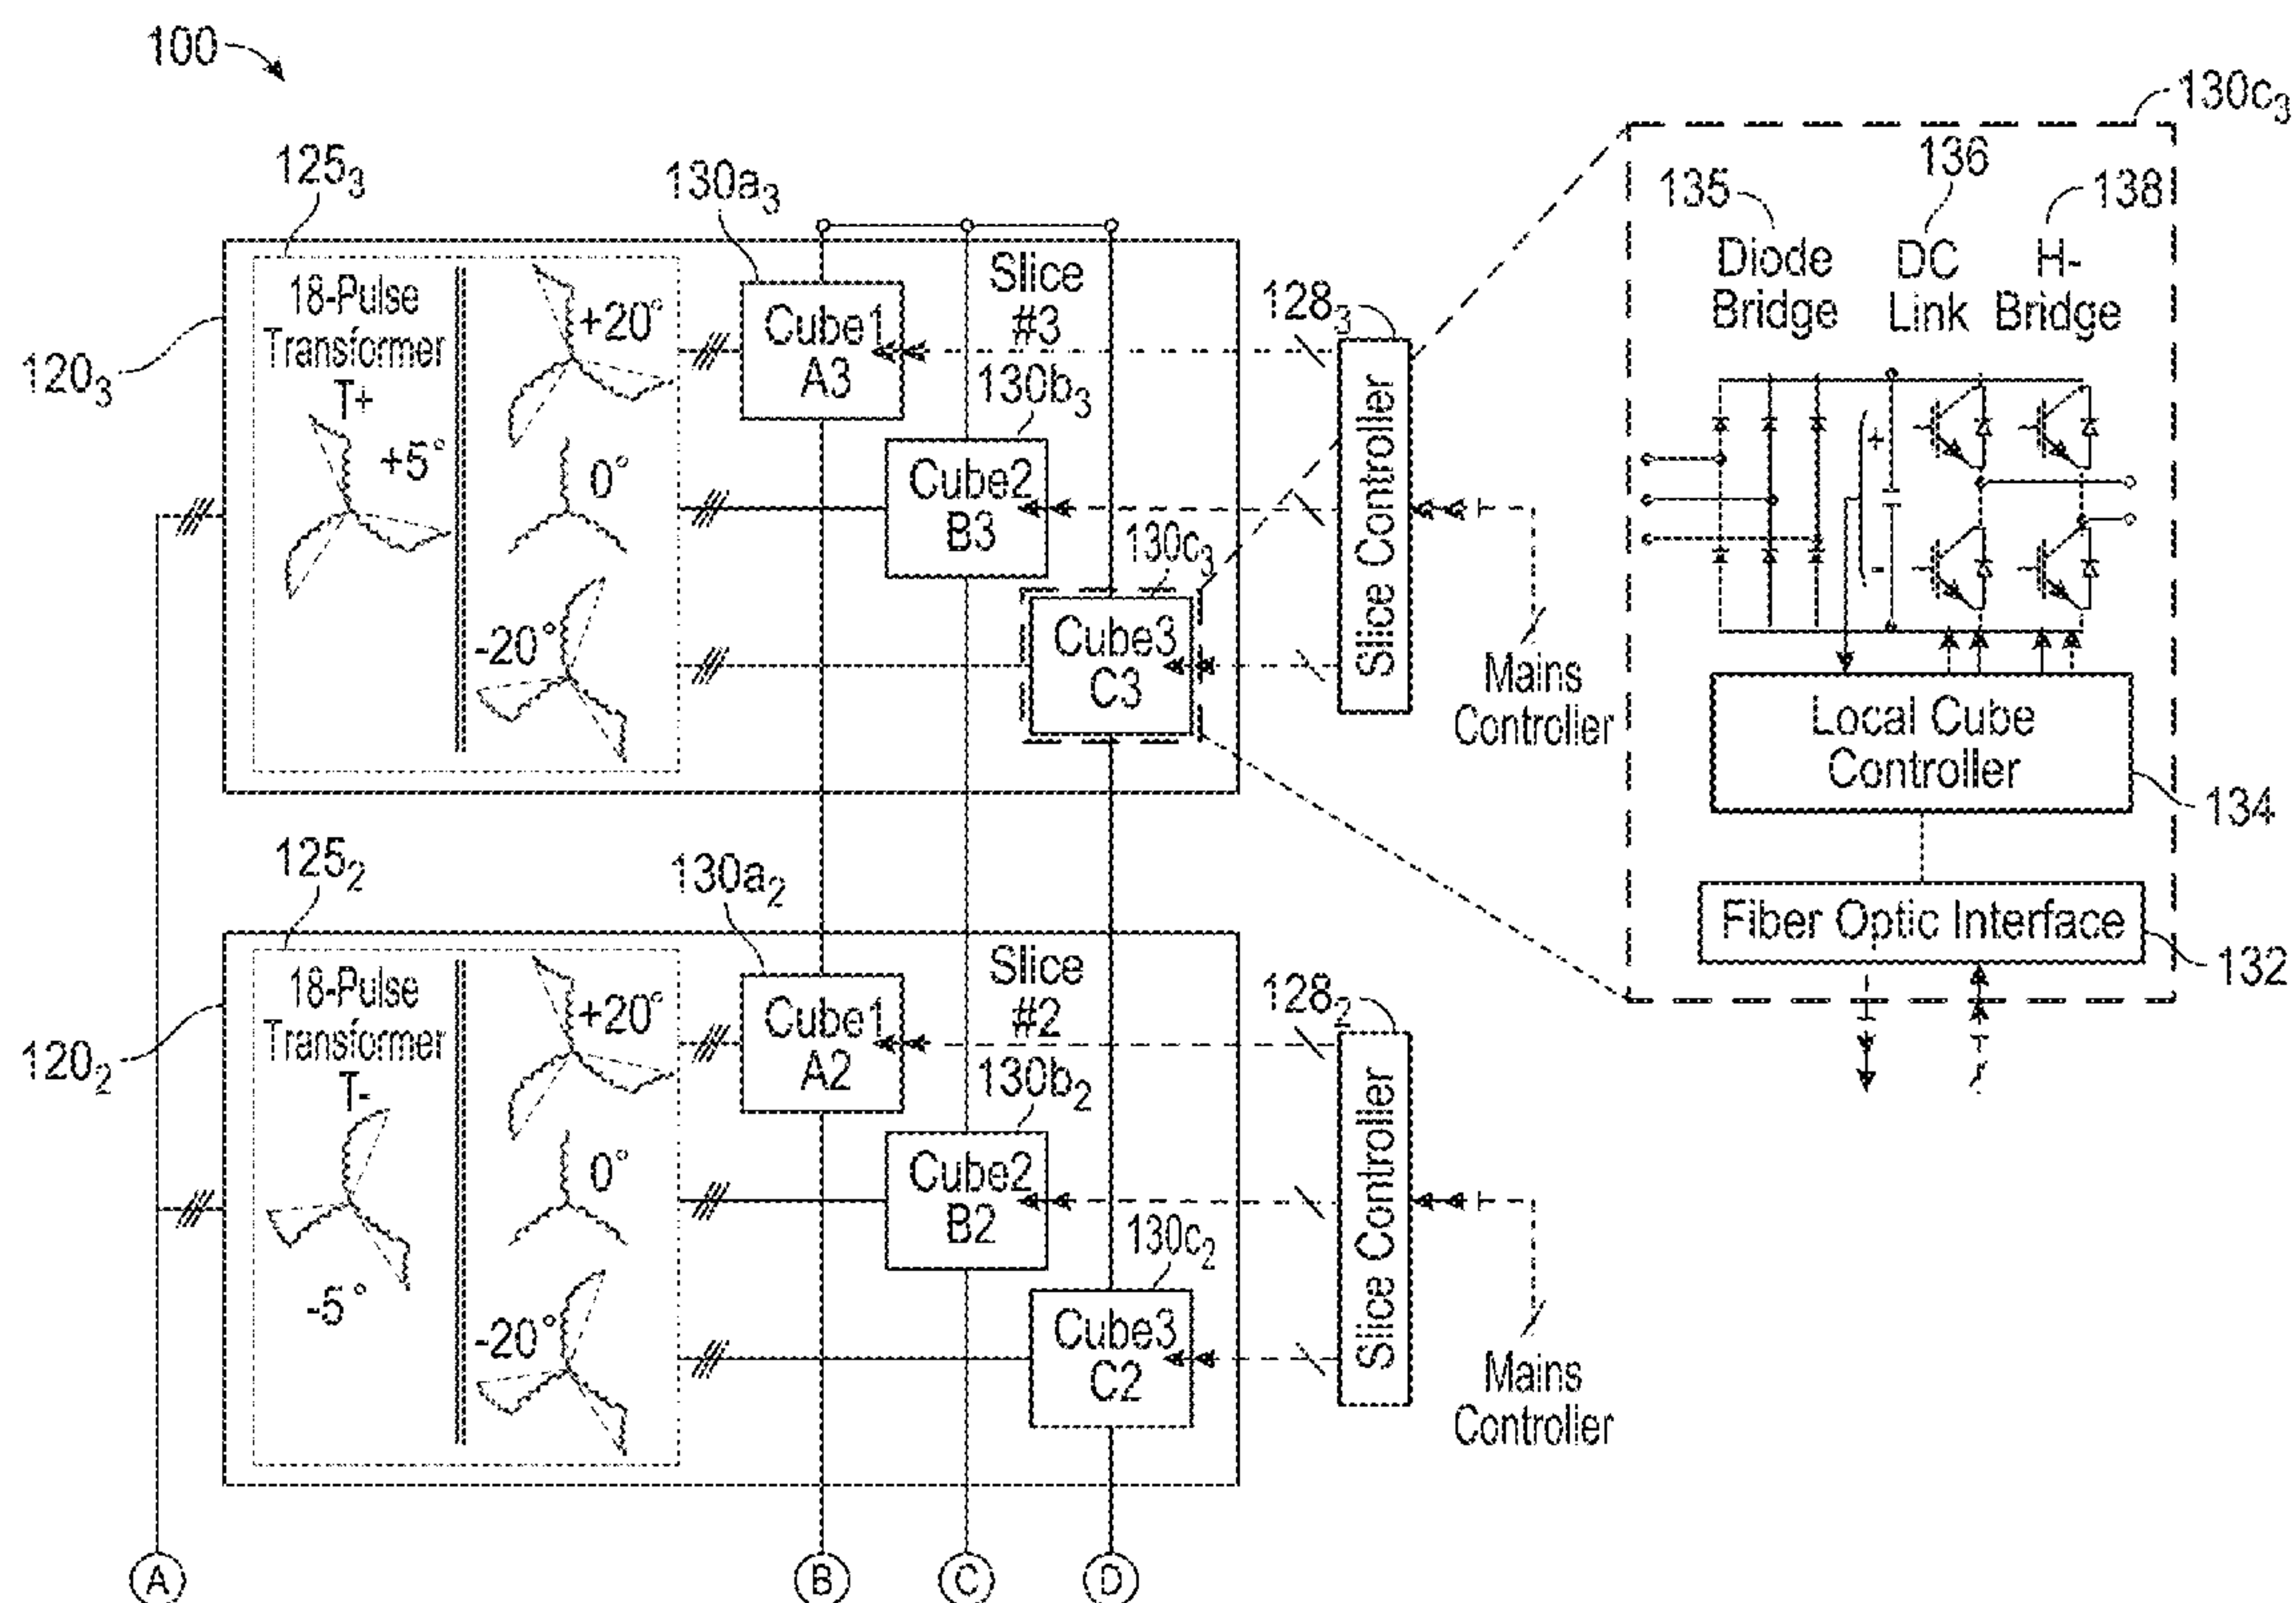 100
125₃
130a₃
120₃
18-Pulse
Transformer
T+
+5°
+20°
0°
-20°
Cube1
A3
Slice
#3
130b₃
Cube2
B3
130c₃
Cube3
C3
128₃
Slice Controller
Mains
Controller
130c₃
135
136
138
Diode
Bridge
DC
Link
H-
Bridge
+
-
Local Cube
Controller
134
Fiber Optic Interface
132
125₂
130a₂
120₂
18-Pulse
Transformer
T-
-5°
+20°
0°
-20°
Cube1
A2
Slice
#2
130b₂
Cube2
B2
130c₂
Cube3
C2
128₂
Slice Controller
Mains
Controller
A
B
C
D